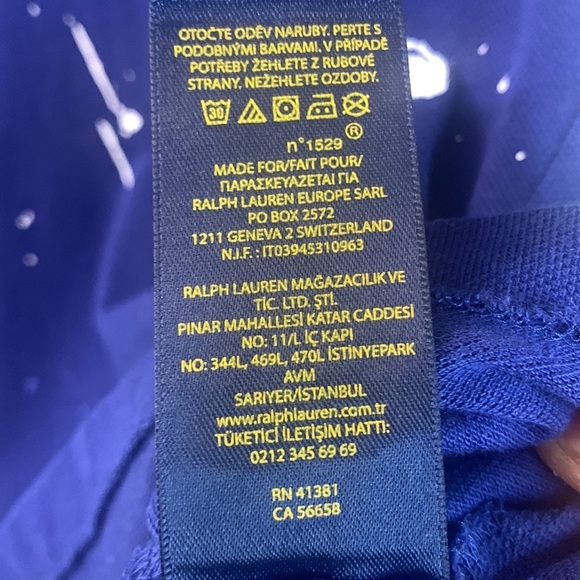 OTOČTE ODĚV NARUBY. PERTE S
PODOBNÝMI BARVAMI. V PŘÍPADĚ
POTŘEBY ŽEHLETE Z RUBOVÉ
STRANY. NEŽEHLETE OZDOBY.
30
n°1529 ®
MADE FOR/FAIT POUR/
ΠΑΡΑΣΚΕΥΑΖΕΤΑΙ ΓΙΑ
RALPH LAUREN EUROPE SARL
PO BOX 2572
1211 GENEVA 2 SWITZERLAND
N.I.F. : IT03945310963
RALPH LAUREN MAĞAZACILIK VE
TİC. LTD. ŞTİ.
PINAR MAHALLESİ KATAR CADDESİ
NO: 11/L İÇ KAPI
NO: 344L, 469L, 470L İSTİNYEPARK
AVM
SARIYER/İSTANBUL
www.ralphlauren.com.tr
TÜKETİCİ İLETİŞİM HATTI:
0212 345 69 69
RN 41381
CA 56658